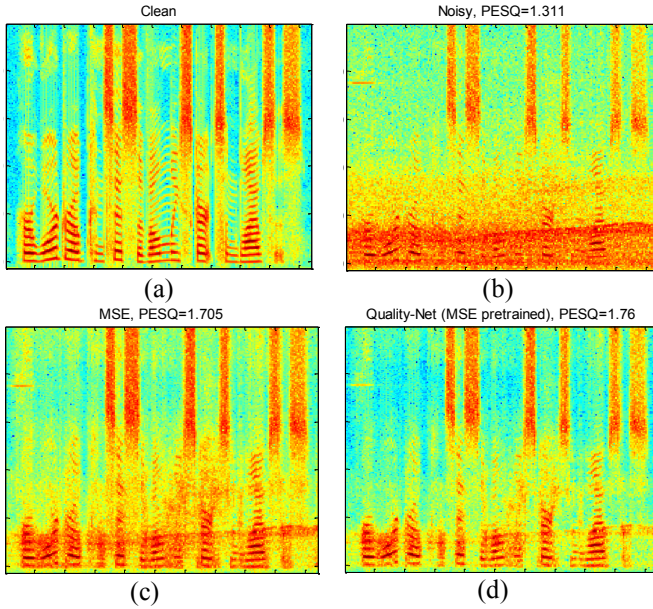 Clean
Noisy, PESQ=1.311
(a)
(b)
MSE, PESQ=1.705
Quality-Net (MSE pretrained), PESQ=1.76
(c)
(d)